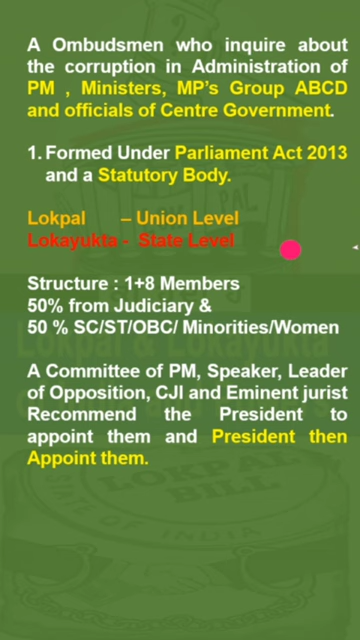 A Ombudsmen who inquire about
the corruption in Administration of
PM , Ministers, MP's Group ABCD
and officials of Centre Government.
1. Formed Under Parliament Act 2013
and a Statutory Body.
Lokpal – Union Level
Lokayukta - State Level
Structure : 1+8 Members
50% from Judiciary &
50 % SC/ST/OBC/ Minorities/Women
A Committee of PM, Speaker, Leader
of Opposition, CJI and Eminent jurist
Recommend the President to
appoint them and President then
Appoint them.
LOKPAL
BILL
INDIA